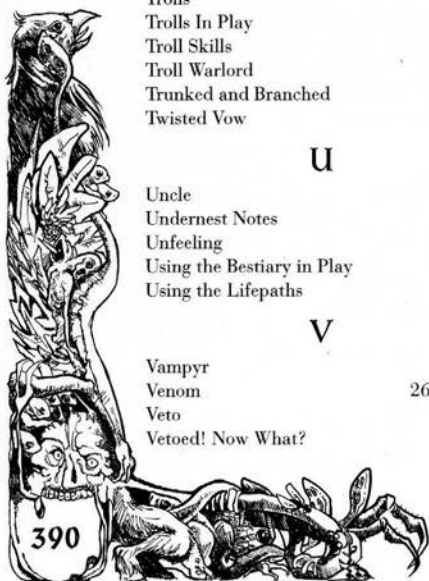 Trolls
Trolls In Play
Troll Skills
Troll Warlord
Trunked and Branched
Twisted Vow
U
Uncle
Undernest Notes
Unfeeling
Using the Bestiary in Play
Using the Lifepaths
V
Vampyr
Venom 26
Veto
Vetoed! Now What?
390